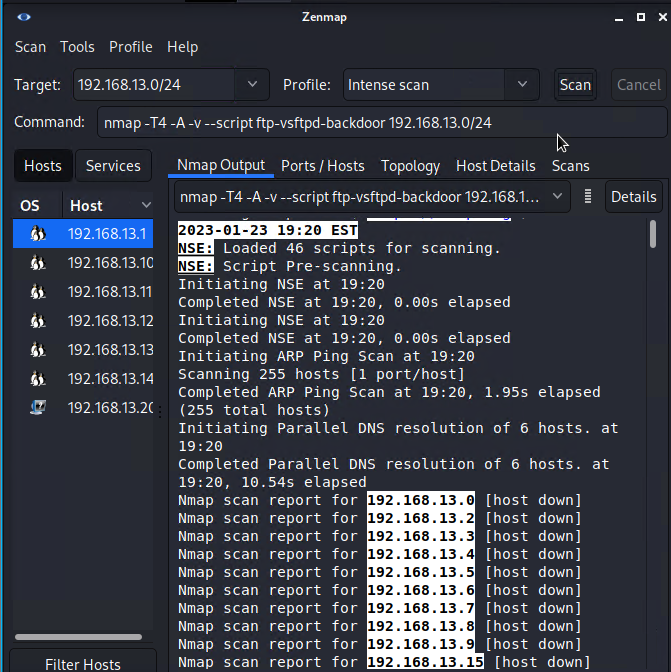 Zenmap
Scan Tools Profile Help
Target: 192.168.13.0/24 Profile: Intense scan Scan Cancel
Command: nmap -T4 -A -v --script ftp-vsftpd-backdoor 192.168.13.0/24
Hosts Services Nmap Output Ports / Hosts Topology Host Details Scans
OS Host nmap -T4 -A -v --script ftp-vsftpd-backdoor 192.168.1... Details
192.168.13.1
192.168.13.10
192.168.13.11
192.168.13.12
192.168.13.13
192.168.13.14
192.168.13.20
2023-01-23 19:20 EST
NSE: Loaded 46 scripts for scanning.
NSE: Script Pre-scanning.
Initiating NSE at 19:20
Completed NSE at 19:20, 0.00s elapsed
Initiating NSE at 19:20
Completed NSE at 19:20, 0.00s elapsed
Initiating ARP Ping Scan at 19:20
Scanning 255 hosts [1 port/host]
Completed ARP Ping Scan at 19:20, 1.95s elapsed
(255 total hosts)
Initiating Parallel DNS resolution of 6 hosts. at
19:20
Completed Parallel DNS resolution of 6 hosts. at
19:20, 10.54s elapsed
Nmap scan report for 192.168.13.0 [host down]
Nmap scan report for 192.168.13.2 [host down]
Nmap scan report for 192.168.13.3 [host down]
Nmap scan report for 192.168.13.4 [host down]
Nmap scan report for 192.168.13.5 [host down]
Nmap scan report for 192.168.13.6 [host down]
Nmap scan report for 192.168.13.7 [host down]
Nmap scan report for 192.168.13.8 [host down]
Nmap scan report for 192.168.13.9 [host down]
Nmap scan report for 192.168.13.15 [host down]
Filter Hosts